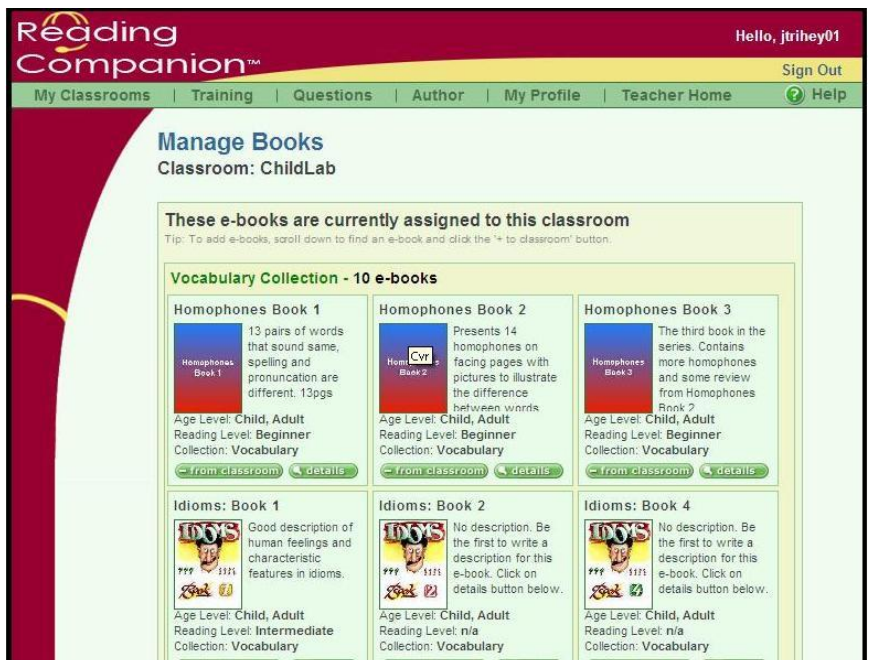 Reading
Companion™
Hello, jtrihey01
Sign Out
My Classrooms | Training | Questions | Author | My Profile | Teacher Home
Help
Manage Books
Classroom: ChildLab
These e-books are currently assigned to this classroom
Tip: To add e-books, scroll down to find an e-book and click the '+ to classroom' button.
Vocabulary Collection - 10 e-books
Homophones Book 1
Homophones
Book 1
13 pairs of words
that sound same,
spelling and
pronuncation are
different. 13pgs
Age Level: Child, Adult
Reading Level: Beginner
Collection: Vocabulary
from classroom
details
Homophones Book 2
Book 2
Cvr
Presents 14
homophones on
facing pages with
pictures to illustrate
the difference
between words
Age Level: Child, Adult
Reading Level: Beginner
Collection: Vocabulary
from classroom
details
Homophones Book 3
Homophones
Book 3
The third book in the
series. Contains
more homophones
and some review
from Homophones
Book 2
Age Level: Child, Adult
Reading Level: Beginner
Collection: Vocabulary
from classroom
details
Idioms: Book 1
IDIOMS
Book 1
Good description of
human feelings and
characteristic
features in idioms.
Age Level: Child, Adult
Reading Level: Intermediate
Collection: Vocabulary
Idioms: Book 2
IDIOMS
Book 2
No description. Be
the first to write a
description for this
e-book. Click on
details button below.
Age Level: Child, Adult
Reading Level: n/a
Collection: Vocabulary
Idioms: Book 4
IDIOMS
Book 4
No description. Be
the first to write a
description for this
e-book. Click on
details button below.
Age Level: Child, Adult
Reading Level: n/a
Collection: Vocabulary